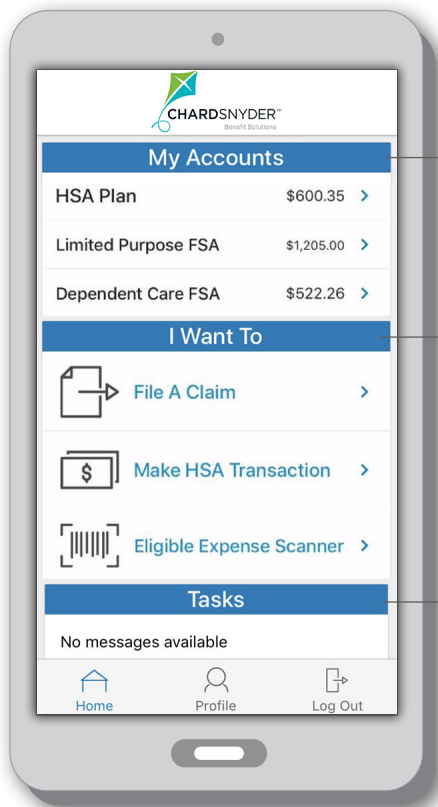 CHARDSNYDER™
Benefit Solutions
My Accounts
HSA Plan $600.35
Limited Purpose FSA $1,205.00
Dependent Care FSA $522.26
I Want To
File A Claim
$ Make HSA Transaction
Eligible Expense Scanner
Tasks
No messages available
Home Profile Log Out